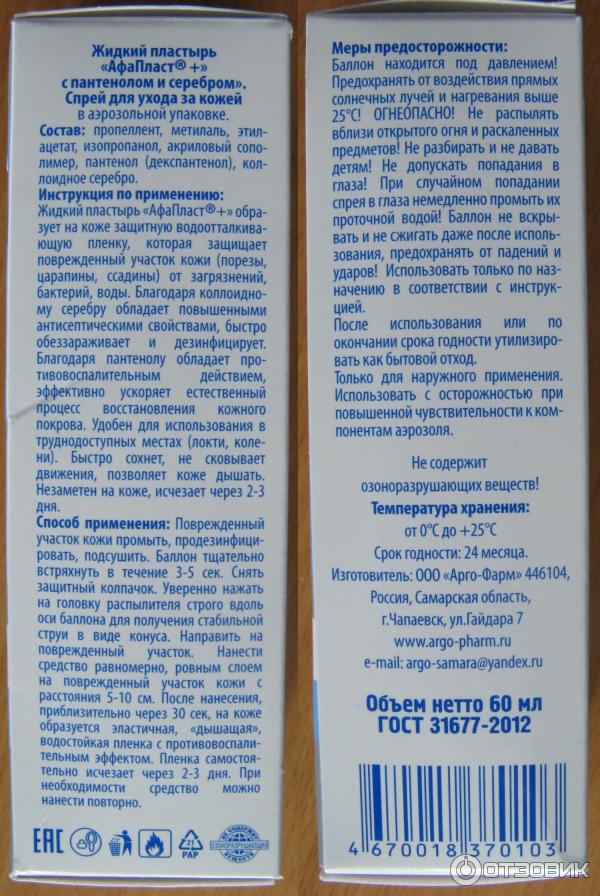 Жидкий пластырь
«АфаПласт® +»
с пантенолом и серебром».
Спрей для ухода за кожей
в аэрозольной упаковке.
Состав: пропеллент, метилаль, этил-
ацетат, изопропанол, акриловый сопо-
лимер, пантенол (декспантенол), кол-
лоидное серебро.
Инструкция по применению:
Жидкий пластырь «АфаПласт®+» обра-
зует на коже защитную водоотталкива-
ющую пленку, которая защищает
поврежденный участок кожи (порезы,
царапины, ссадины) от загрязнений,
бактерий, воды. Благодаря коллоидно-
му серебру обладает повышенными
антисептическими свойствами, быстро
обеззараживает и дезинфицирует.
Благодаря пантенолу обладает про-
тивовоспалительным действием,
эффективно ускоряет естественный
процесс восстановления кожного
покрова. Удобен для использования в
труднодоступных местах (локти, коле-
ни). Быстро сохнет, не сковывает
движения, позволяет коже дышать.
Незаметен на коже, исчезает через 2-3
дня.
Способ применения: Поврежденный
участок кожи промыть, продезинфици-
ровать, подсушить. Баллон тщательно
встряхнуть в течение 3-5 сек. Снять
защитный колпачок. Уверенно нажать
на головку распылителя строго вдоль
оси баллона для получения стабильной
струи в виде конуса. Направить на
поврежденный участок. Нанести
средство равномерно, ровным слоем
на поврежденный участок кожи с
расстояния 5-10 см. После нанесения,
приблизительно через 30 сек, на коже
образуется эластичная, «дышащая»,
водостойкая пленка с противовоспали-
тельным эффектом. Пленка самостоя-
тельно исчезает через 2-3 дня. При
необходимости средство можно
нанести повторно.
EAC
21
PAP
НЕ СОДЕРЖИТ
ОЗОНОРАЗРУШАЮЩИХ
ВЕЩЕСТВ
Меры предосторожности:
Баллон находится под давлением!
Предохранять от воздействия прямых
солнечных лучей и нагревания выше
25°С! ОГНЕОПАСНО! Не распылять
вблизи открытого огня и раскаленных
предметов! Не разбирать и не давать
детям! Не допускать попадания в
глаза! При случайном попадании
спрея в глаза немедленно промыть их
проточной водой! Баллон не вскры-
вать и не сжигать даже после исполь-
зования, предохранять от падений и
ударов! Использовать только по наз-
начению в соответствии с инструк-
цией.
После использования или по
окончании срока годности утилизиро-
вать как бытовой отход.
Только для наружного применения.
Использовать с осторожностью при
повышенной чувствительности к ком-
понентам аэрозоля.
Не содержит
озоноразрушающих веществ!
Температура хранения:
от 0°С до +25°С
Срок годности: 24 месяца.
Изготовитель: ООО «Арго-Фарм» 446104,
Россия, Самарская область,
г.Чапаевск, ул.Гайдара 7
www.argo-pharm.ru
e-mail: argo-samara@yandex.ru
Объем нетто 60 мл
ГОСТ 31677-2012
4 670018 370103
ОТЗОВИК